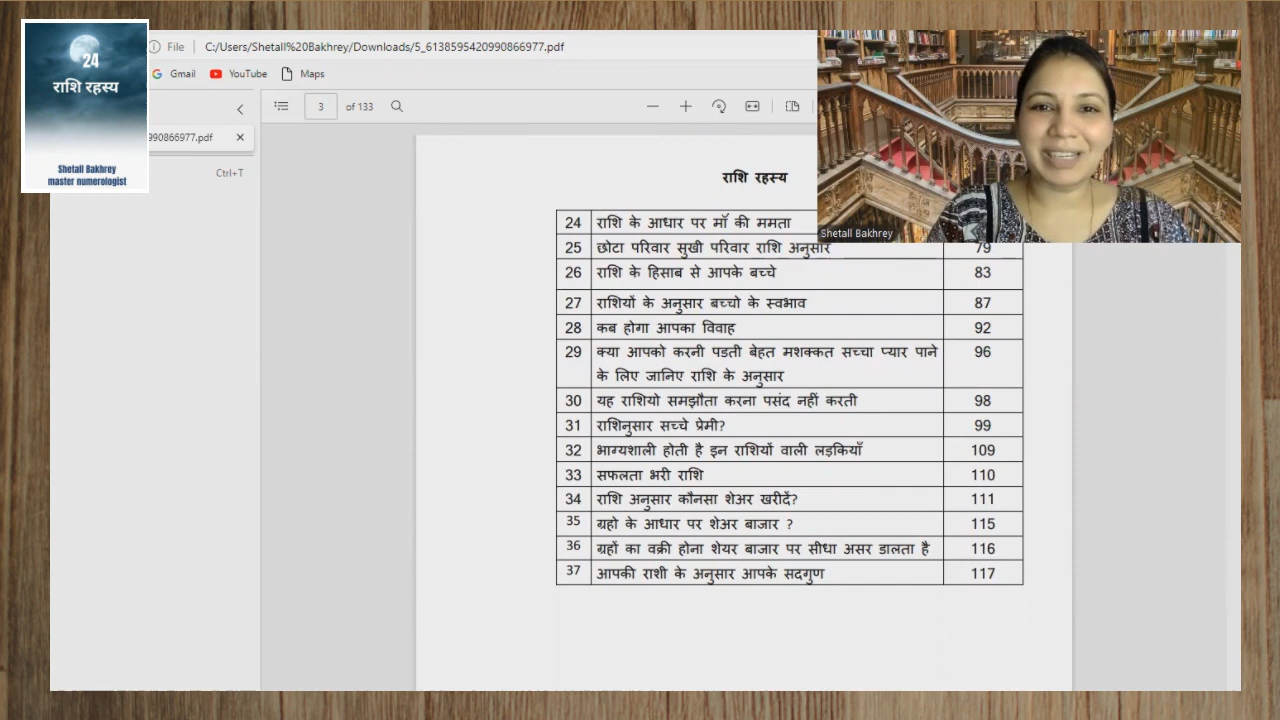 24
राशि रहस्य
Shetall Bakhrey
master numerologist
File C:/Users/Shetall%20Bakhrey/Downloads/5_6138595420990866977.pdf
Gmail YouTube Maps
3 of 133
990866977.pdf
Ctrl+T
राशि रहस्य
24 राशि के आधार पर माँ की ममता
25 छोटा परिवार सुखी परिवार राशि अनुसार 79
26 राशि के हिसाब से आपके बच्चे 83
27 राशियों के अनुसार बच्चो के स्वभाव 87
28 कब होगा आपका विवाह 92
29 क्या आपको करनी पडती बेहत मशक्कत सच्चा प्यार पाने 96
के लिए जानिए राशि के अनुसार
30 यह राशियो समझौता करना पसंद नहीं करती 98
31 राशिनुसार सच्चे प्रेमी? 99
32 भाग्यशाली होती है इन राशियों वाली लड़कियाँ 109
33 सफलता भरी राशि 110
34 राशि अनुसार कौनसा शेअर खरीदें? 111
35 ग्रहो के आधार पर शेअर बाजार ? 115
36 ग्रहों का वक्री होना शेयर बाजार पर सीधा असर डालता है 116
37 आपकी राशी के अनुसार आपके सदगुण 117
Shetall Bakhrey